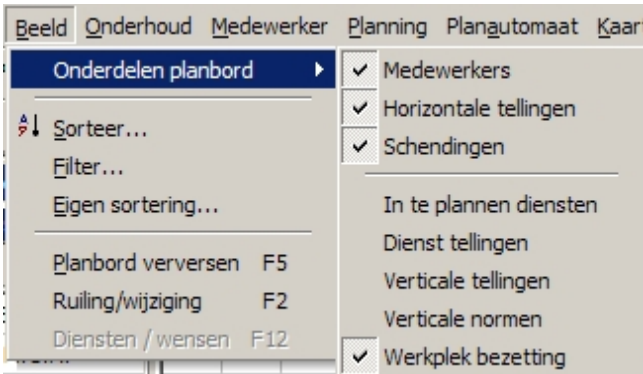 Beeld Onderhoud Medewerker Planning Planautomaat Kaar
Onderdelen planbord
Sorteer...
Filter...
Eigen sortering...
Planbord verversen F5
Ruiling/wijziging F2
Diensten / wensen F12
Medewerkers
Horizontale tellingen
Schendingen
In te plannen diensten
Dienst tellingen
Verticale tellingen
Verticale normen
Werkplek bezetting